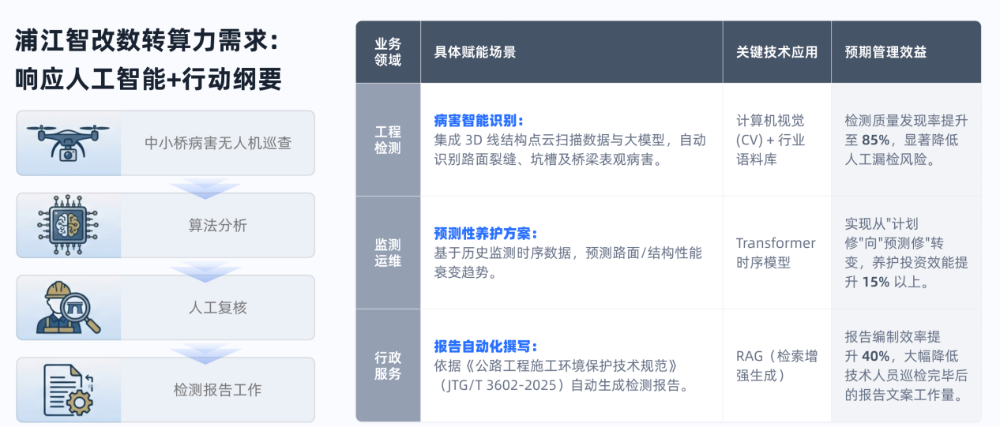 浦江智改数转算力需求：
响应人工智能+行动纲要
中小桥病害无人机巡查
算法分析
人工复核
检测报告工作
业务
领域
具体赋能场景
关键技术应用
预期管理效益
工程
检测
病害智能识别：
集成 3D 线结构点云扫描数据与大模型，自动
识别路面裂缝、坑槽及桥梁表观病害。
计算机视觉
(CV) + 行业
语料库
检测质量发现率提升
至 85%，显著降低
人工漏检风险。
监测
运维
预测性养护方案：
基于历史监测时序数据，预测路面/结构性能
衰变趋势。
Transformer
时序模型
实现从"计划
修"向"预测修"转
变，养护投资效能提
升 15% 以上。
行政
服务
报告自动化撰写：
依据《公路工程施工环境保护技术规范》
（JTG/T 3602-2025）自动生成检测报告。
RAG（检索增
强生成）
报告编制效率提
升 40%，大幅降低
技术人员巡检完毕后
的报告文案工作量。